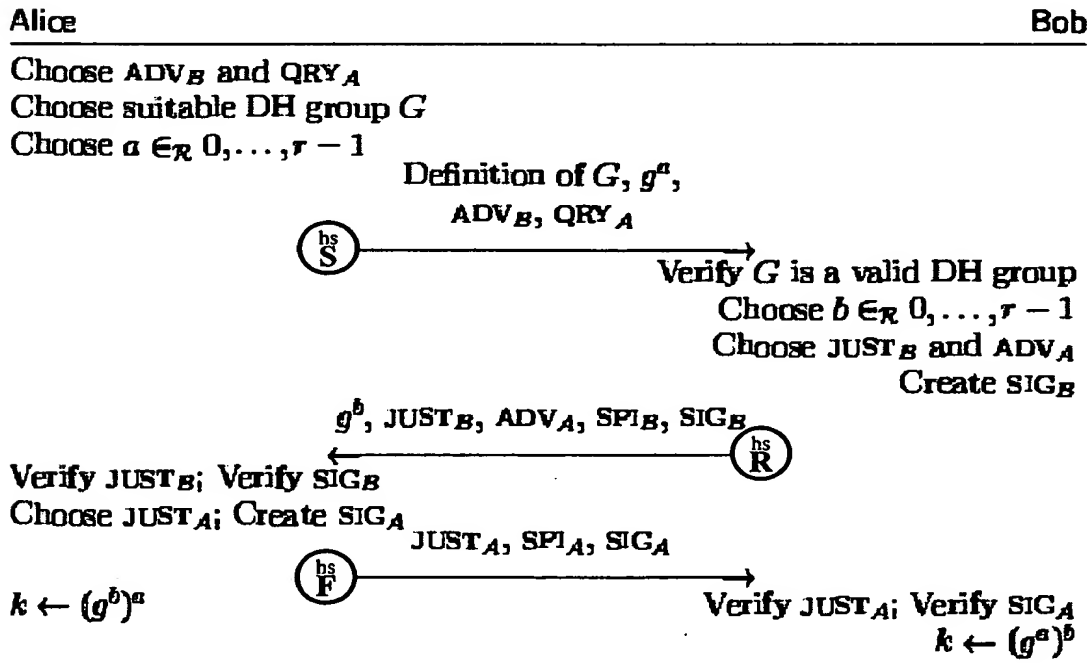 Alice Bob
Choose ADV_B and QRY_A
Choose suitable DH group G
Choose a ∈_R 0,...,r − 1
Definition of G, g^a,
ADV_B, QRY_A
hs
S
Verify G is a valid DH group
Choose b ∈_R 0,...,r − 1
Choose JUST_B and ADV_A
Create SIG_B
g^b, JUST_B, ADV_A, SPI_B, SIG_B
hs
R
Verify JUST_B; Verify SIG_B
Choose JUST_A; Create SIG_A
JUST_A, SPI_A, SIG_A
hs
F
k ← (g^b)^a
Verify JUST_A; Verify SIG_A
k ← (g^a)^b